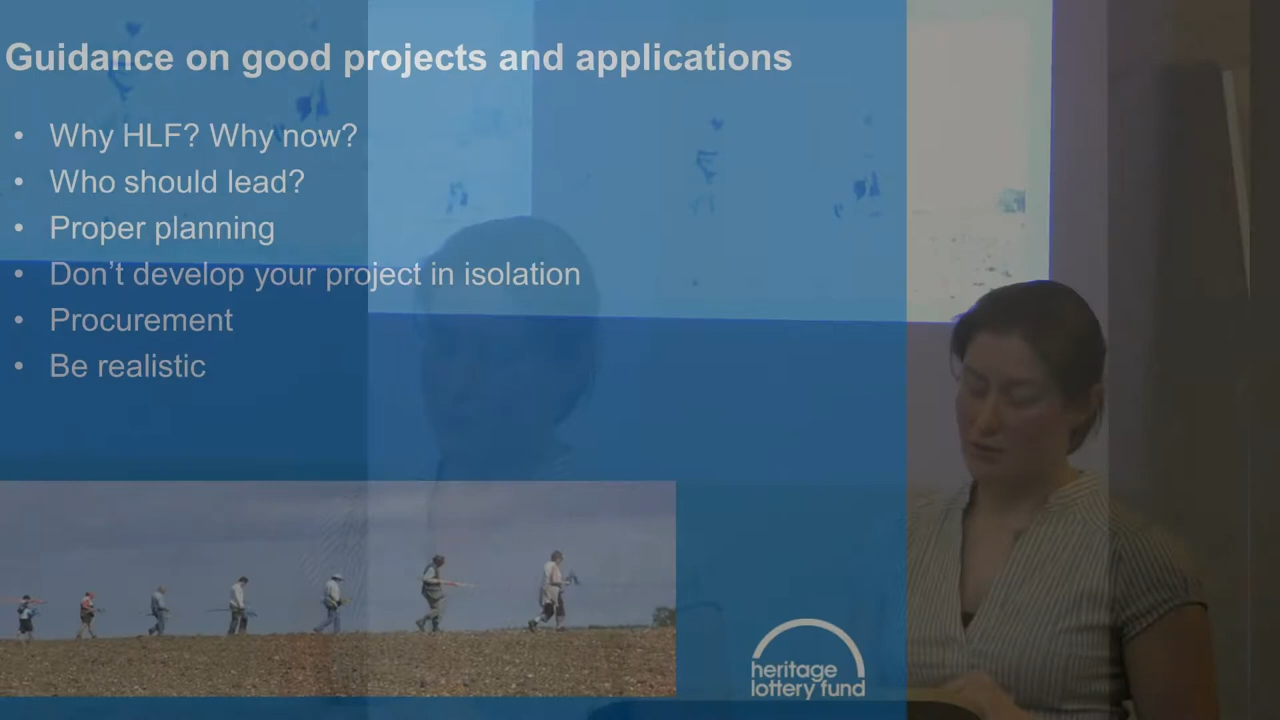 Guidance on good projects and applications
• Why HLF? Why now?
• Who should lead?
• Proper planning
• Don’t develop your project in isolation
• Procurement
• Be realistic
heritage
lottery fund